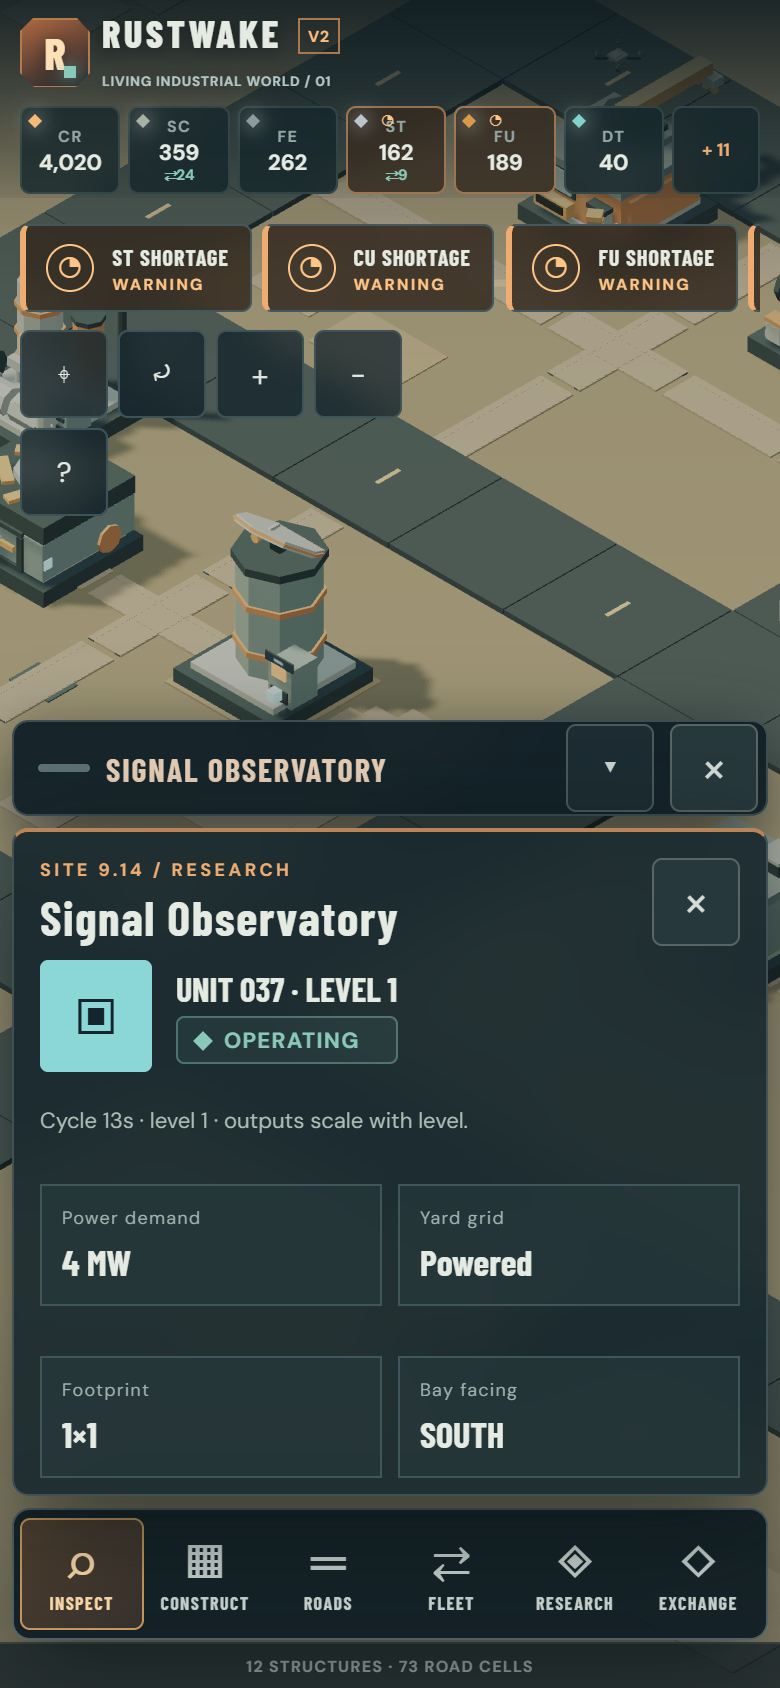 R
RUSTWAKE
V2
LIVING INDUSTRIAL WORLD / 01
CR
4,020
SC
359
⇄24
FE
262
ST
162
⇄9
FU
189
DT
40
+ 11
ST SHORTAGE
WARNING
CU SHORTAGE
WARNING
FU SHORTAGE
WARNING
+
-
?
SIGNAL OBSERVATORY
▼
×
SITE 9.14 / RESEARCH
×
Signal Observatory
UNIT 037 · LEVEL 1
◆ OPERATING
Cycle 13s · level 1 · outputs scale with level.
Power demand
4 MW
Yard grid
Powered
Footprint
1×1
Bay facing
SOUTH
INSPECT
CONSTRUCT
ROADS
FLEET
RESEARCH
EXCHANGE
12 STRUCTURES · 73 ROAD CELLS